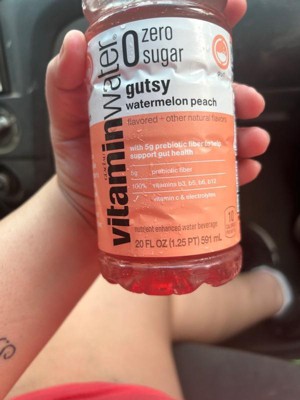 vitaminwater
0 zero
sugar
gutsy
watermelon peach
flavored + other natural flavors
with 5g prebiotic fiber to help
support gut health
5g prebiotic fiber
100% vitamins b3, b5, b6, b12
✓ vitamin c & electrolytes
nutrient enhanced water beverage
20 FL OZ (1.25 PT) 591 mL
10